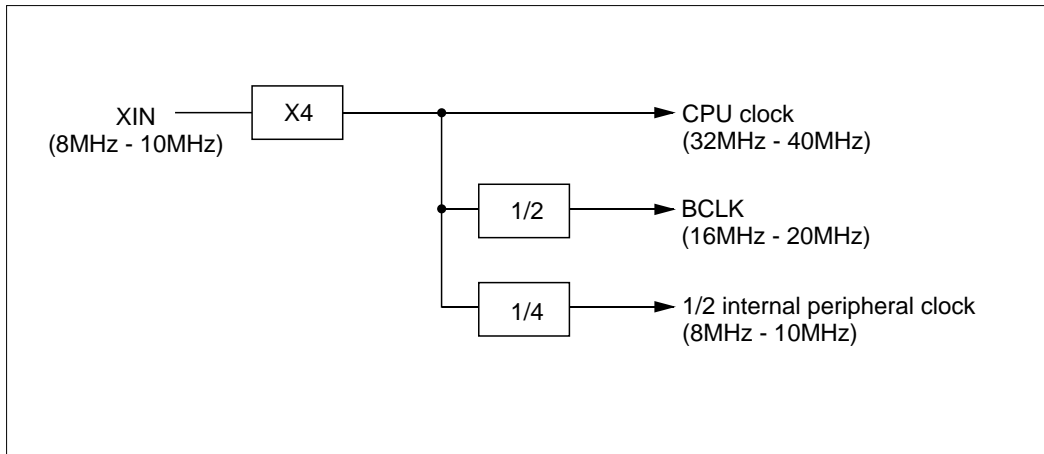 XIN
(8MHz - 10MHz)
X4
CPU clock
(32MHz - 40MHz)
1/2
BCLK
(16MHz - 20MHz)
1/4
1/2 internal peripheral clock
(8MHz - 10MHz)